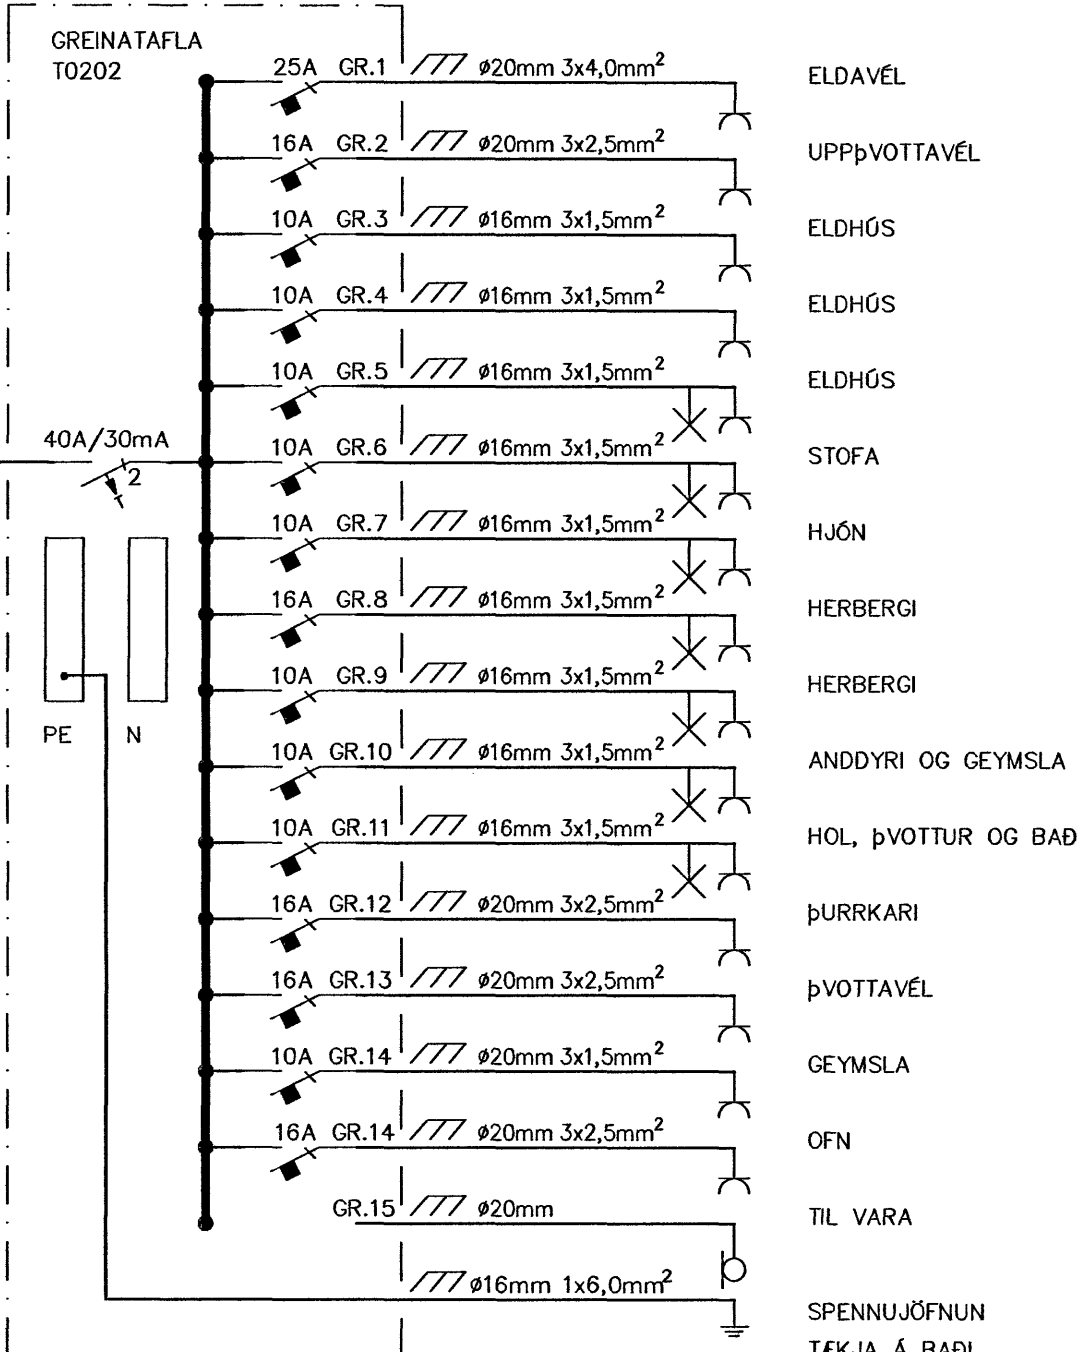 GREINATAFLA
T0202
25A GR.1 ø20mm 3x4,0mm² ELDAVÉL
16A GR.2 ø20mm 3x2,5mm² UPPÞVOTTAVÉL
10A GR.3 ø16mm 3x1,5mm² ELDHÚS
10A GR.4 ø16mm 3x1,5mm² ELDHÚS
10A GR.5 ø16mm 3x1,5mm² ELDHÚS
40A/30mA
2
10A GR.6 ø16mm 3x1,5mm² STOFA
10A GR.7 ø16mm 3x1,5mm² HJÓN
16A GR.8 ø16mm 3x1,5mm² HERBERGI
10A GR.9 ø16mm 3x1,5mm² HERBERGI
PE N
10A GR.10 ø16mm 3x1,5mm² ANDDYRI OG GEYMSLA
10A GR.11 ø16mm 3x1,5mm² HOL, ÞVOTTUR OG BAÐ
16A GR.12 ø20mm 3x2,5mm² ÞURRKARI
16A GR.13 ø20mm 3x2,5mm² ÞVOTTAVÉL
10A GR.14 ø20mm 3x1,5mm² GEYMSLA
16A GR.14 ø20mm 3x2,5mm² OFN
GR.15 ø20mm TIL VARA
ø16mm 1x6,0mm² SPENNUJÖFNUN
TÆKJA Á BAÐI